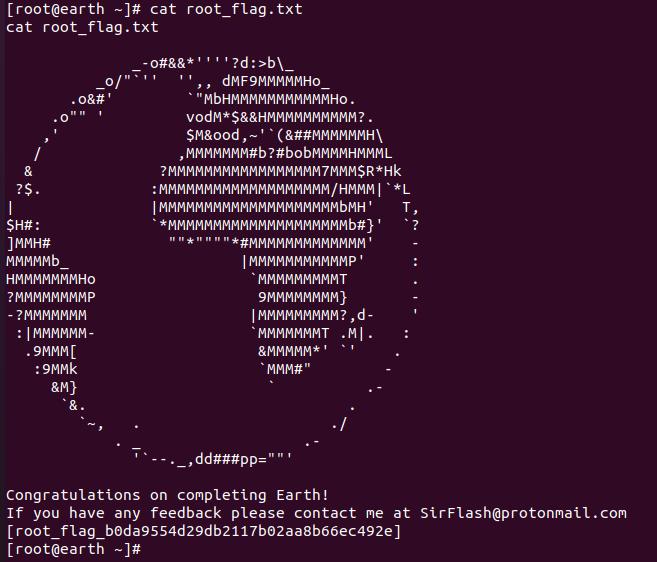 [root@earth ~]# cat root_flag.txt
cat root_flag.txt

              _-o#&&*''''?d:>b\_
          _o/"`''  '',, dMF9MMMMMHo_
       .o&#'        `"MbHMMMMMMMMMMMHo.
     .o"" '         vodM*$&&HMMMMMMMMMM?.
    ,'              $M&ood,~'`(&##MMMMMMH\
   /               ,MMMMMMM#b?#bobMMMMHMMML
  &              ?MMMMMMMMMMMMMMMMM7MMM$R*Hk
 ?$.            :MMMMMMMMMMMMMMMMMMM/HMMM|`*L
|               |MMMMMMMMMMMMMMMMMMMMbMH'   T,
$H#:            `*MMMMMMMMMMMMMMMMMMMMb#}'  `?
]MMH#             ""*""""*#MMMMMMMMMMMMM'    -
MMMMMb_                   |MMMMMMMMMMMP'     :
HMMMMMMMHo                 `MMMMMMMMMT       .
?MMMMMMMMP                  9MMMMMMMM}       -
-?MMMMMMM                  |MMMMMMMMM?,d-    '
 :|MMMMMM-                 `MMMMMMMT .M|.   :
  .9MMM[                    &MMMMM*' `'    .
   :9MMk                    `MMM#"        -
     &M}                     `          .-
      `&.                             .
        `~,   .                     ./
            . _                  .-
              '`--._,dd###pp=""'

Congratulations on completing Earth!
If you have any feedback please contact me at SirFlash@protonmail.com
[root_flag_b0da9554d29db2117b02aa8b66ec492e]
[root@earth ~]#